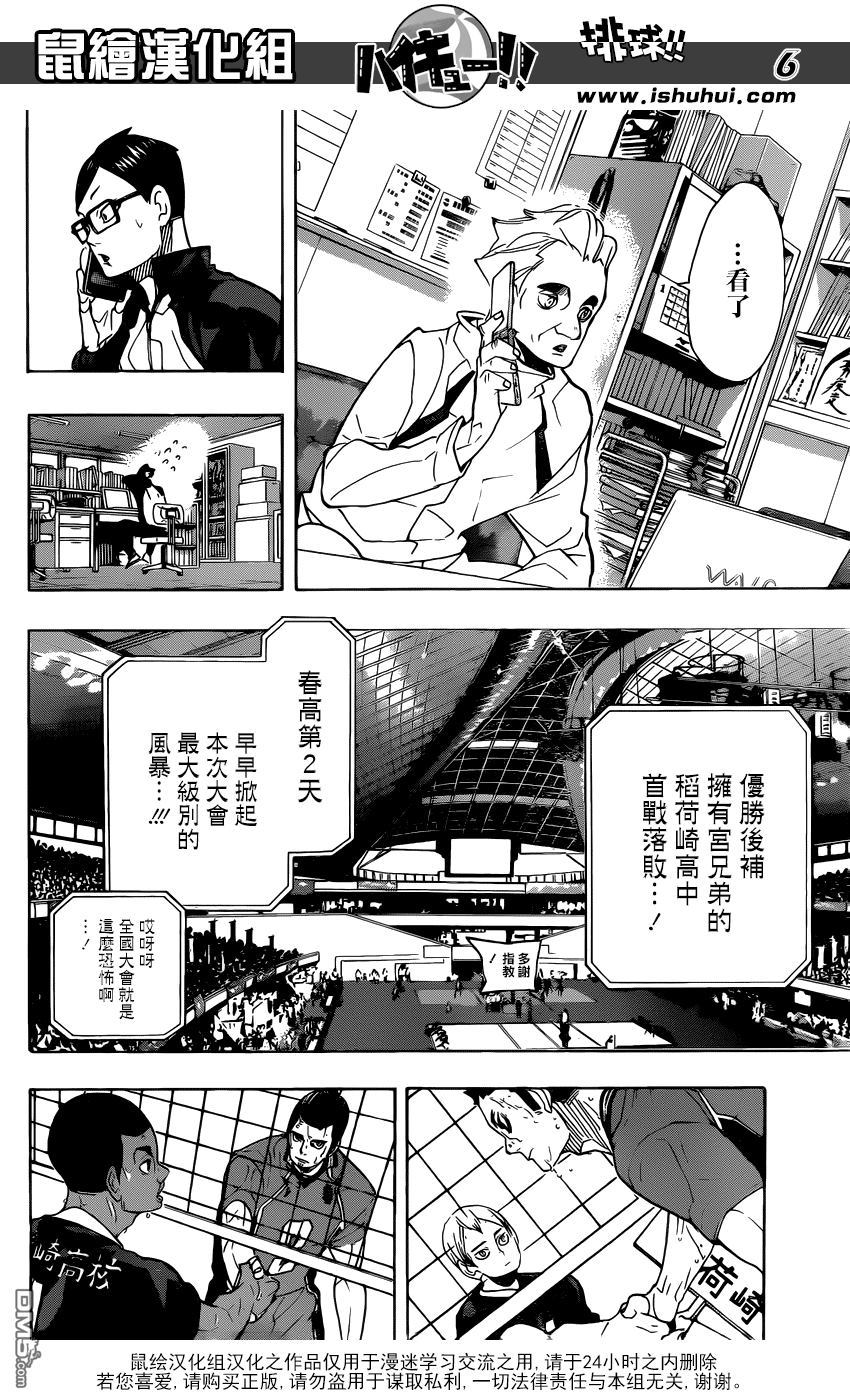 鼠繪漢化組
ハイキュー!!
排球!!
6
www.ishuhui.com
…看了
優勝後補
擁有宮兄弟的
稻荷崎高中
首戰落敗…!
春高第2天
早早掀起
本次大會
最大級別的
風暴…!!!
哎呀呀
全國大會就是
這麼恐怖啊
…!
多謝
指教
!
崎高校
荷崎
DM5.COM
鼠绘汉化组汉化之作品仅用于漫迷学习交流之用, 请于24小时之内删除
若您喜爱, 请购买正版, 请勿盗用于谋取私利, 一切法律责任与本组无关, 谢谢。